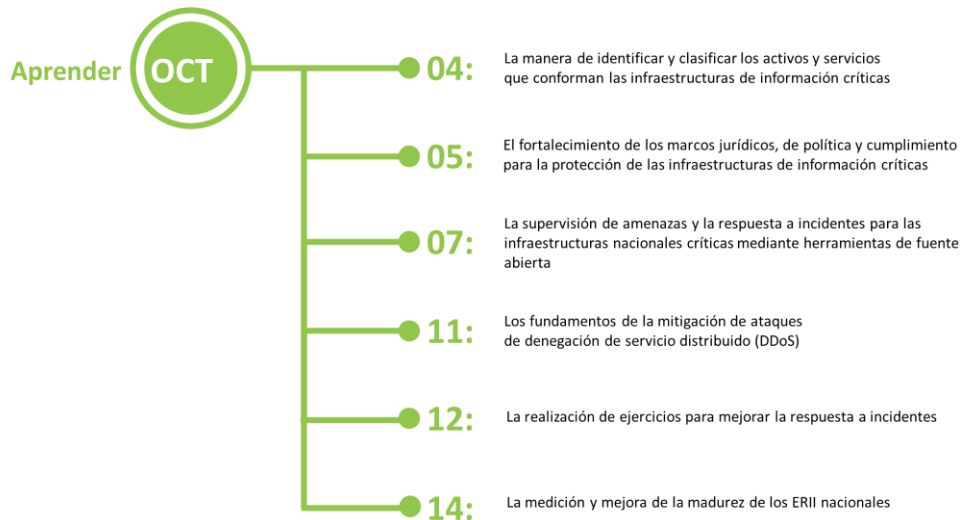 Aprender OCT
04: La manera de identificar y clasificar los activos y servicios
que conforman las infraestructuras de información críticas
05: El fortalecimiento de los marcos jurídicos, de política y cumplimiento
para la protección de las infraestructuras de información críticas
07: La supervisión de amenazas y la respuesta a incidentes para las
infraestructuras nacionales críticas mediante herramientas de fuente
abierta
11: Los fundamentos de la mitigación de ataques
de denegación de servicio distribuido (DDoS)
12: La realización de ejercicios para mejorar la respuesta a incidentes
14: La medición y mejora de la madurez de los ERII nacionales